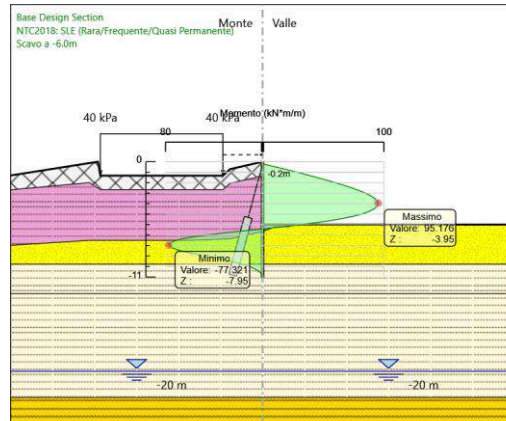 Base Design Section
NTC2018: SLE (Rara/Frequente/Quasi Permanente)
Scavo a -6.0m
Monte
Valle
40 kPa
40 kPa
Momento (kN*m/m)
80
100
0
-0.2m
Massimo
Valore: 95.176
Z : -3.95
Minimo
Valore: -77.321
Z : -7.95
-11
-20 m
-20 m